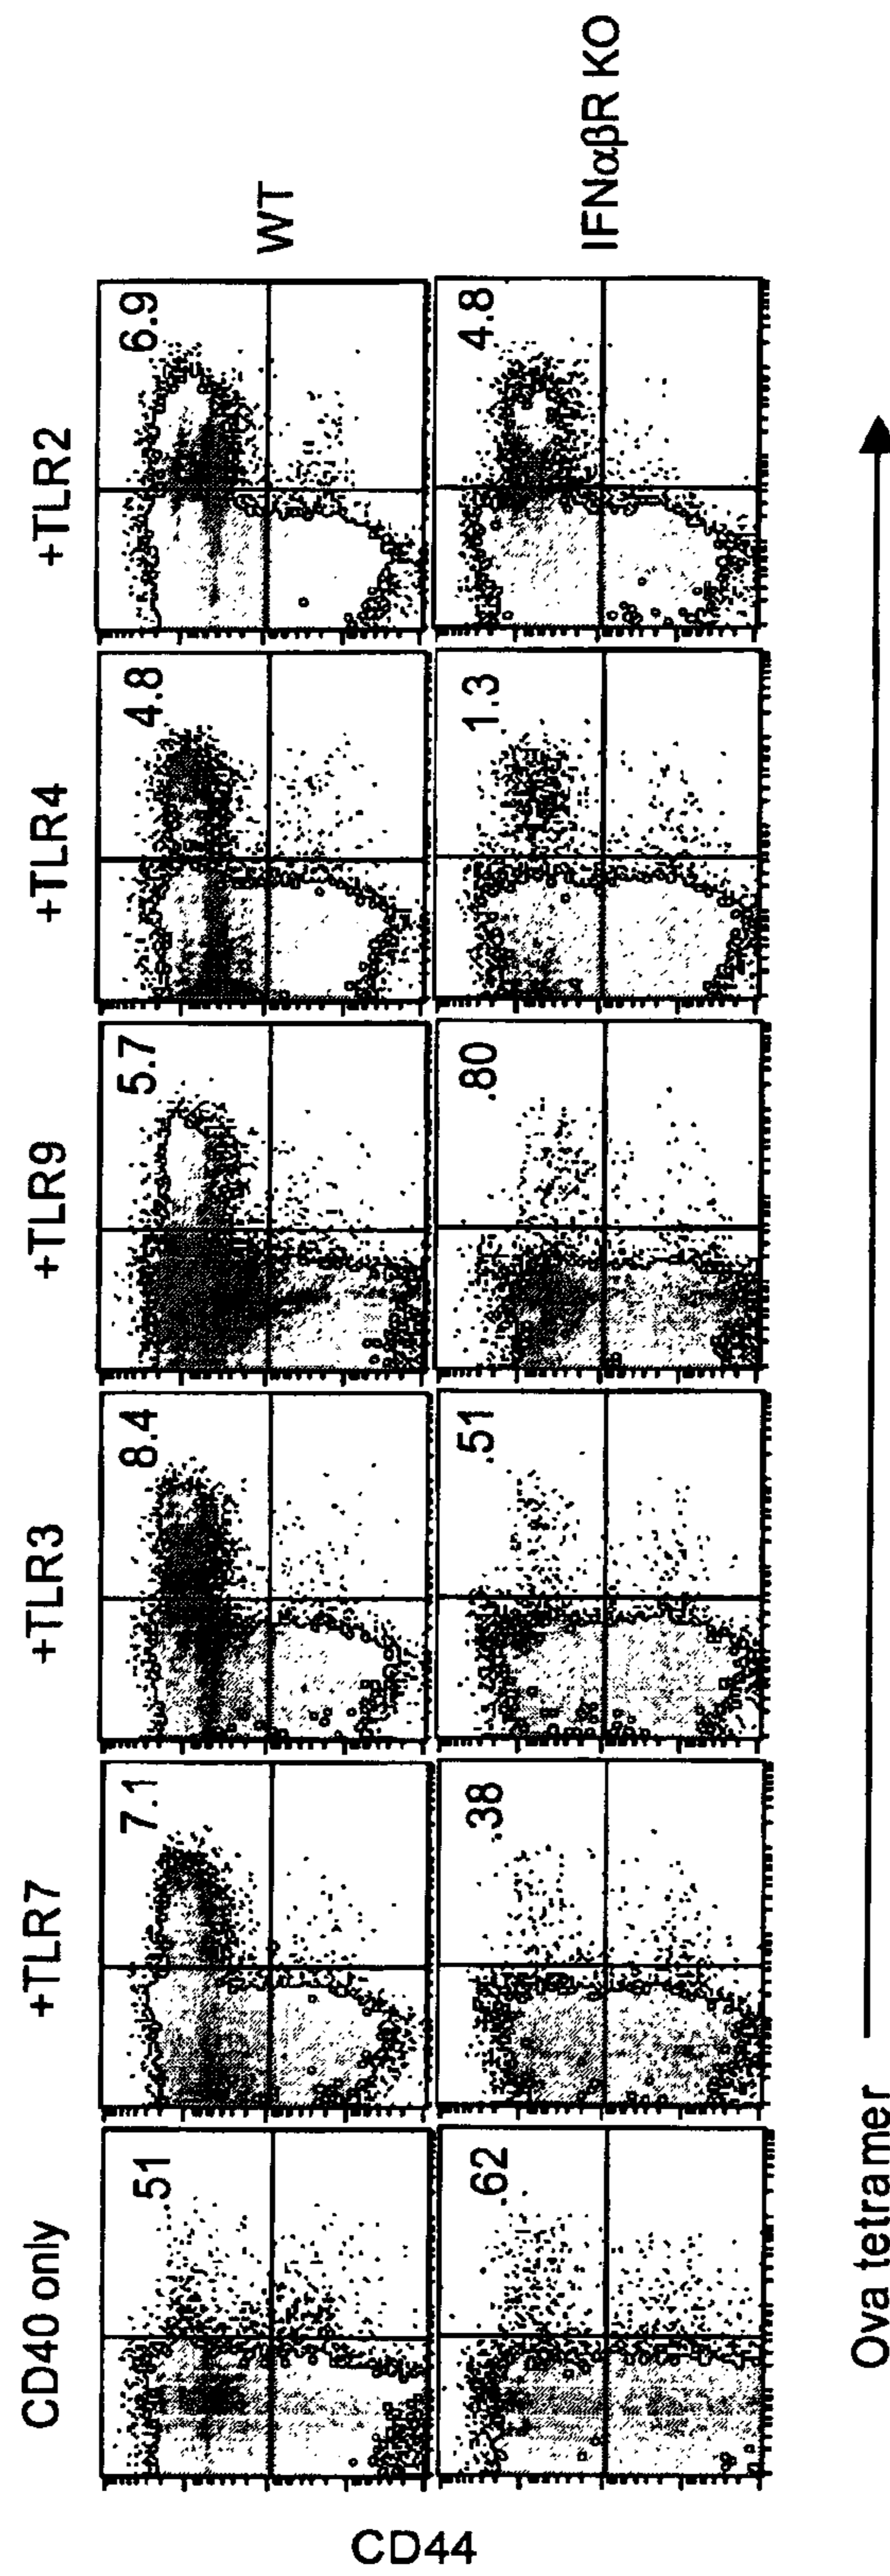 CD40 only
+TLR7
+TLR3
+TLR9
+TLR4
+TLR2
.51
7.1
8.4
5.7
4.8
6.9
WT
.62
.38
.51
.80
1.3
4.8
IFNαβR KO
CD44
Ova tetramer